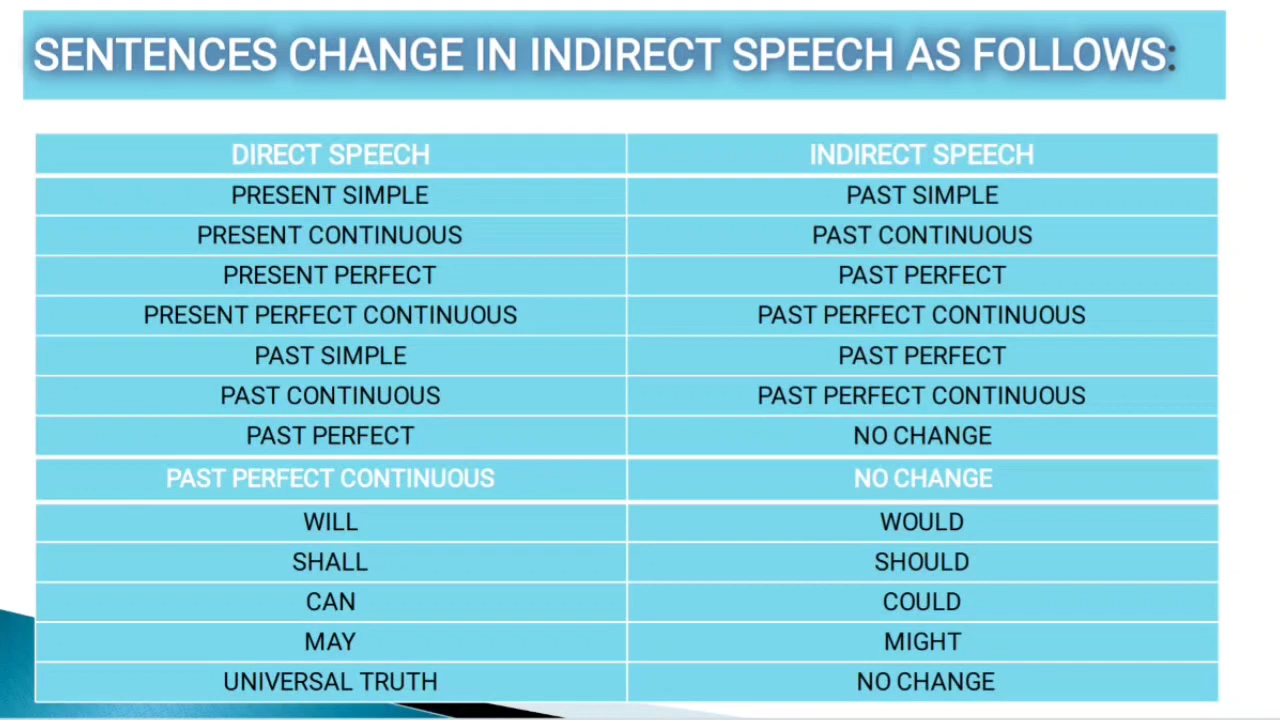 SENTENCES CHANGE IN INDIRECT SPEECH AS FOLLOWS:
DIRECT SPEECH INDIRECT SPEECH
PRESENT SIMPLE PAST SIMPLE
PRESENT CONTINUOUS PAST CONTINUOUS
PRESENT PERFECT PAST PERFECT
PRESENT PERFECT CONTINUOUS PAST PERFECT CONTINUOUS
PAST SIMPLE PAST PERFECT
PAST CONTINUOUS PAST PERFECT CONTINUOUS
PAST PERFECT NO CHANGE
PAST PERFECT CONTINUOUS NO CHANGE
WILL WOULD
SHALL SHOULD
CAN COULD
MAY MIGHT
UNIVERSAL TRUTH NO CHANGE